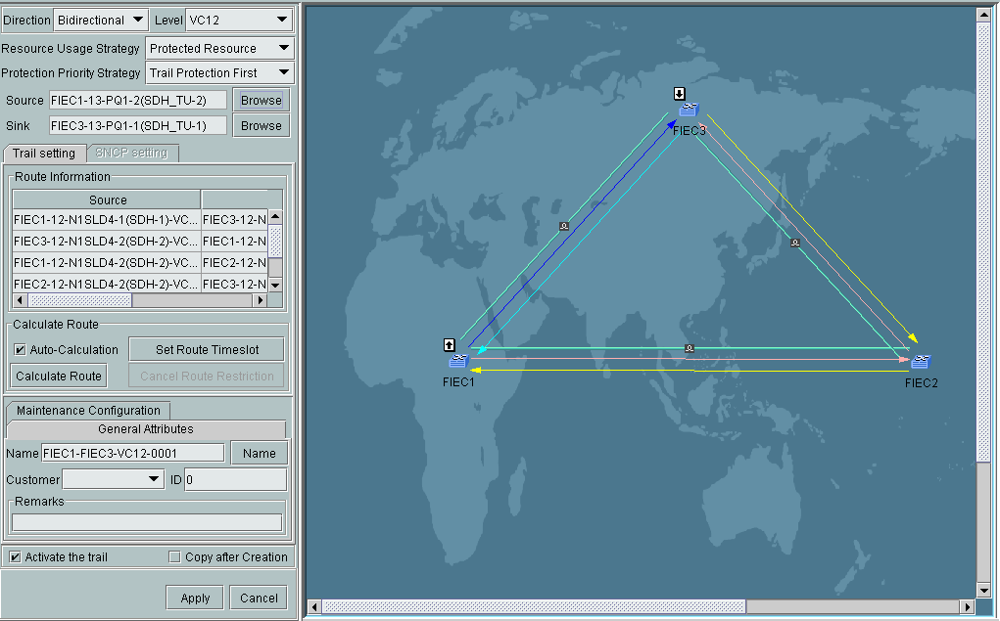 Direction Bidirectional Level VC12
Resource Usage Strategy Protected Resource
Protection Priority Strategy Trail Protection First
Source FIEC1-13-PQ1-2(SDH_TU-2) Browse
Sink FIEC3-13-PQ1-1(SDH_TU-1) Browse
Trail setting SNCP setting
Route Information
Source
FIEC1-12-N1SLD4-1(SDH-1)-VC... FIEC3-12-N
FIEC3-12-N1SLD4-2(SDH-2)-VC... FIEC1-12-N
FIEC1-12-N1SLD4-2(SDH-2)-VC... FIEC2-12-N
FIEC2-12-N1SLD4-2(SDH-2)-VC... FIEC3-12-N
Calculate Route
Auto-Calculation Set Route Timeslot
Calculate Route Cancel Route Restriction
Maintenance Configuration
General Attributes
Name FIEC1-FIEC3-VC12-0001 Name
Customer ID 0
Remarks
Activate the trail Copy after Creation
Apply Cancel
FIEC3
FIEC1
FIEC2